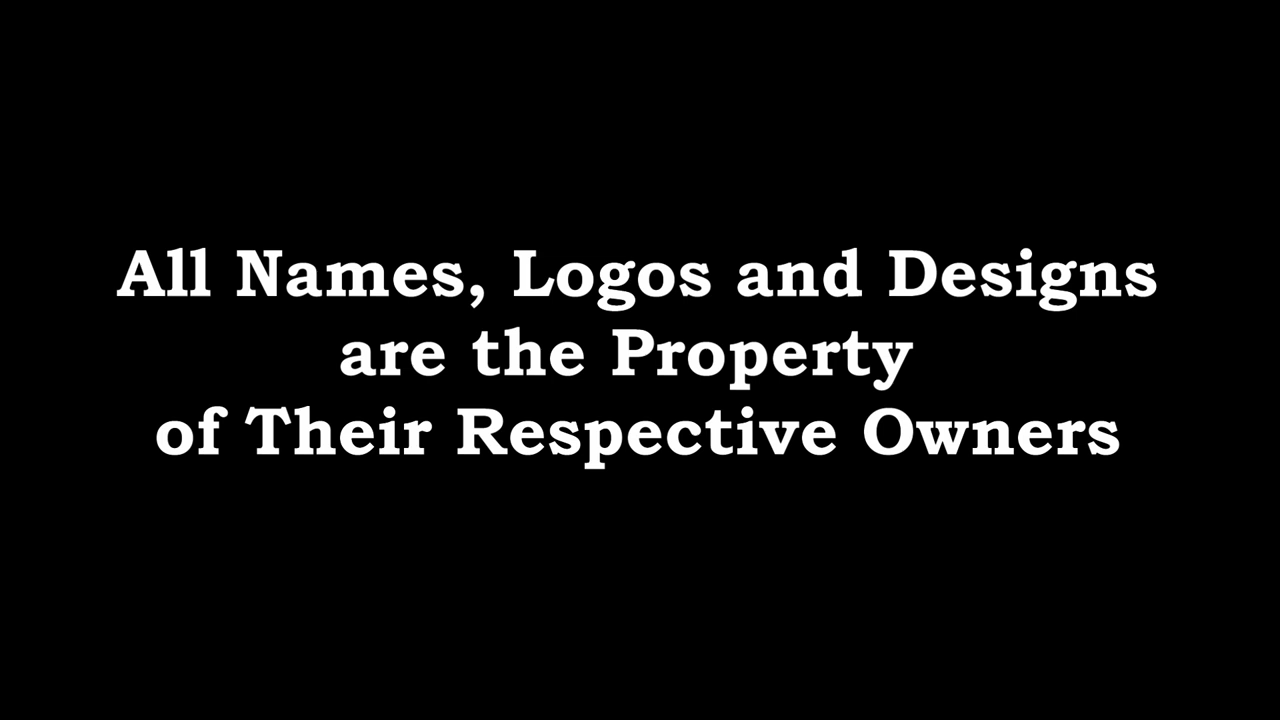 All Names, Logos and Designs
are the Property
of Their Respective Owners